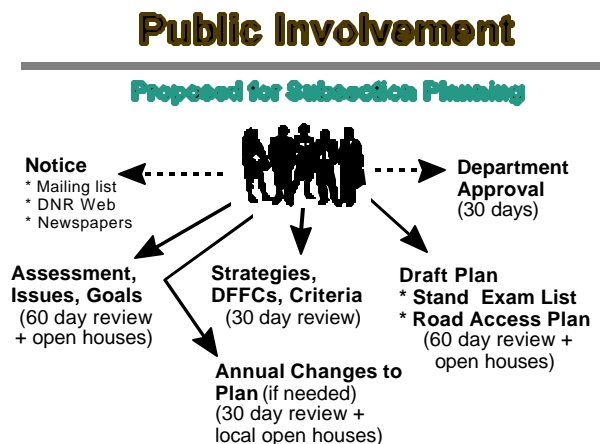 Public Involvement
Proposed for Subsection Planning
Notice
* Mailing list
* DNR Web
* Newspapers
Department
Approval
(30 days)
Assessment,
Issues, Goals
(60 day review
+ open houses)
Strategies,
DFFCs, Criteria
(30 day review)
Draft Plan
* Stand Exam List
* Road Access Plan
(60 day review +
open houses)
Annual Changes to
Plan (if needed)
(30 day review +
local open houses)